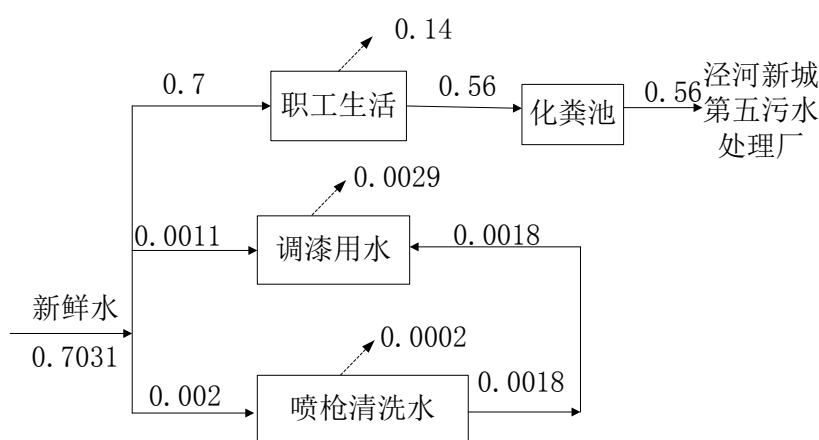 0.14
0.7
职工生活
0.56
化粪池
0.56
泾河新城
第五污水
处理厂
0.0029
0.0011
调漆用水
0.0018
新鲜水
0.7031
0.0002
0.002
喷枪清洗水
0.0018